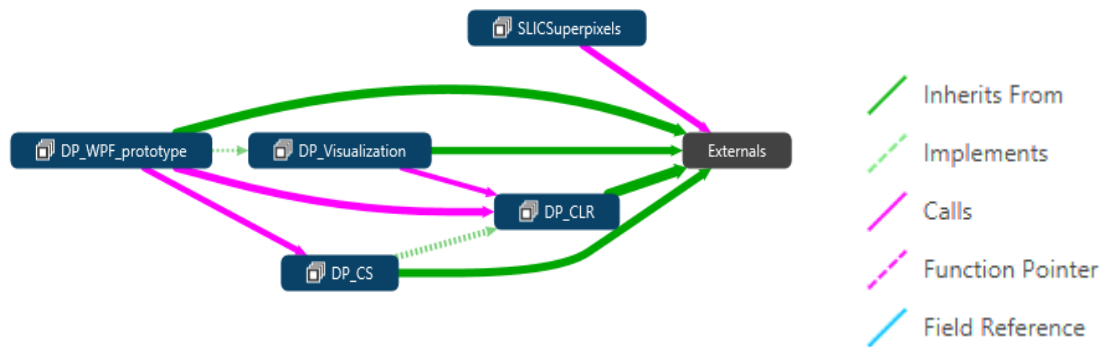 SLICSuperpixels
DP_WPF_prototype
DP_Visualization
Externals
DP_CLR
DP_CS
Inherits From
Implements
Calls
Function Pointer
Field Reference